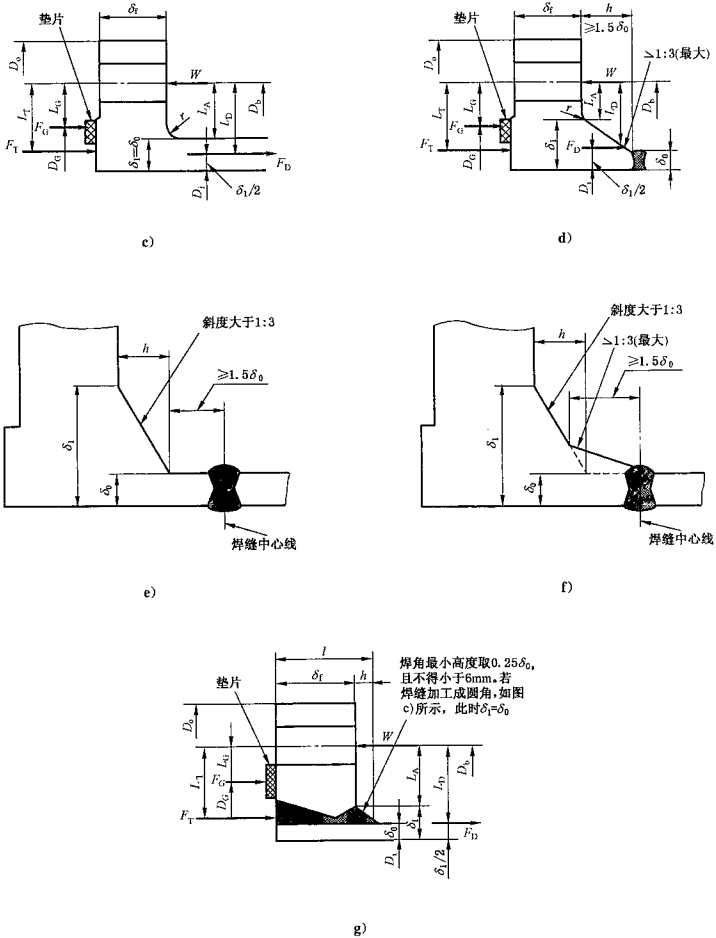 垫片
δf
Do
W
LT
LG
LA
LD
Db
FG
r
FT
DG
δ1=δ0
FD
Di
δ1/2
c)
垫片
δf
h
≥1.5δ0
Do
W
≯1:3(最大)
LT
LG
LA
LD
Db
FG
r
FT
DG
δ1
FD
δ0
Di
δ1/2
d)
斜度大于1:3
h
≥1.5δ0
δ1
δ0
焊缝中心线
e)
斜度大于1:3
h
≯1:3(最大)
≥1.5δ0
δ1
δ0
焊缝中心线
f)
l
δf
h
垫片
焊角最小高度取0.25δ0,
且不得小于6mm。若
焊缝加工成圆角,如图
c)所示，此时δ1=δ0
Do
W
LT
LG
LA
LD
Db
FG
DG
FT
δ0
δ1
FD
Di
δ1/2
g)